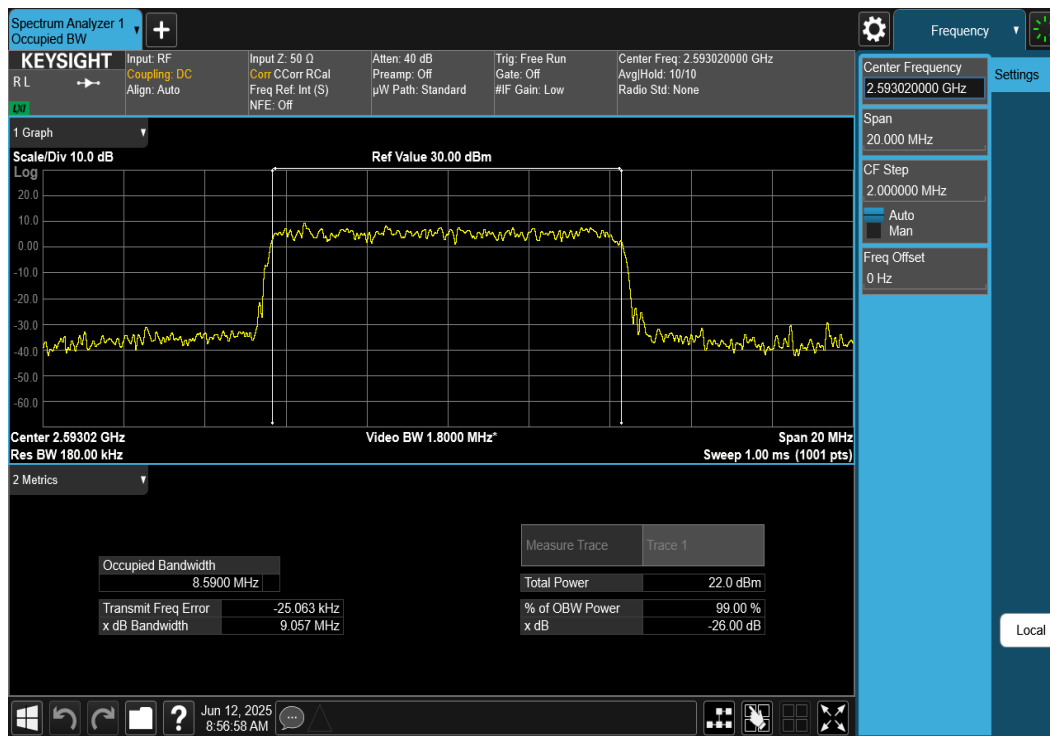 Spectrum Analyzer 1
Occupied BW
Frequency
KEYSIGHT
R L
LXI
Input: RF
Coupling: DC
Align: Auto
Input Z: 50 Ω
Corr CCorr RCal
Freq Ref: Int (S)
NFE: Off
Atten: 40 dB
Preamp: Off
µW Path: Standard
Trig: Free Run
Gate: Off
#IF Gain: Low
Center Freq: 2.593020000 GHz
Avg|Hold: 10/10
Radio Std: None
Center Frequency
2.593020000 GHz
Settings
Span
20.000 MHz
CF Step
2.000000 MHz
Auto
Man
Freq Offset
0 Hz
Local
1 Graph
Scale/Div 10.0 dB
Ref Value 30.00 dBm
Log
20.0
10.0
0.00
-10.0
-20.0
-30.0
-40.0
-50.0
-60.0
Center 2.59302 GHz
Video BW 1.8000 MHz*
Span 20 MHz
Res BW 180.00 kHz
Sweep 1.00 ms (1001 pts)
2 Metrics
Measure Trace
Trace 1
Occupied Bandwidth
8.5900 MHz
Total Power
22.0 dBm
Transmit Freq Error
-25.063 kHz
% of OBW Power
99.00 %
x dB Bandwidth
9.057 MHz
x dB
-26.00 dB
?
Jun 12, 2025
8:56:58 AM